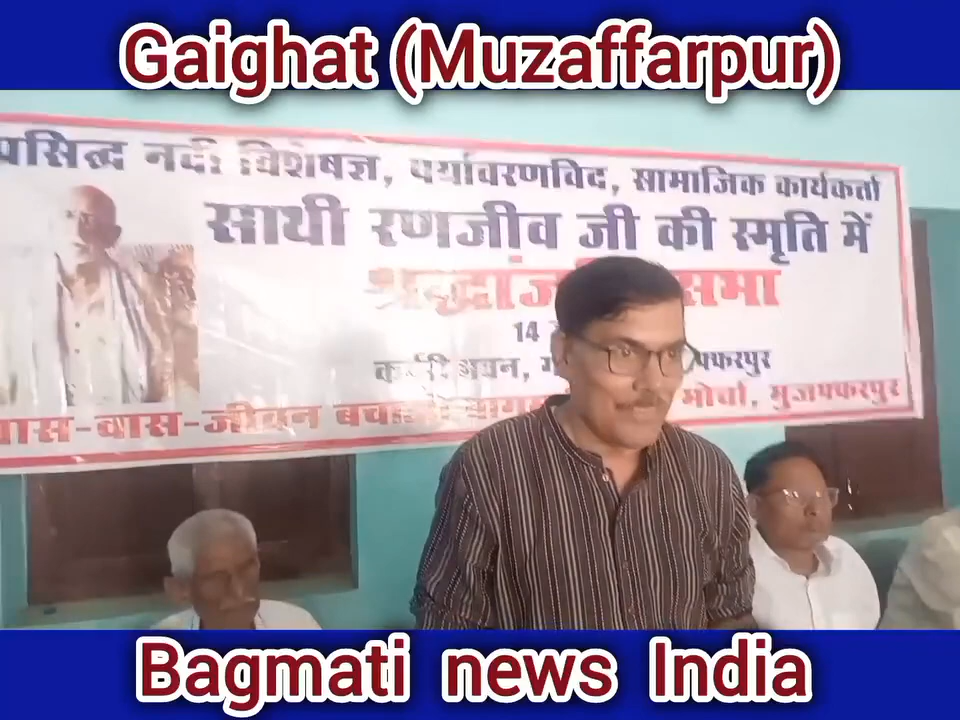 Gaighat (Muzaffarpur)
प्रसिद्ध नदी विशेषज्ञ, पर्यावरणविद, सामाजिक कार्यकर्ता
साथी रणजीव जी की स्मृति में
सभा
14
मुजफ्फरपुर
-वास-जीवन बचाओ मोर्चा, मुजफ्फरपुर
Bagmati news India